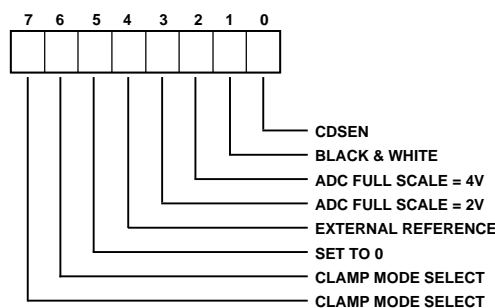 7 6 5 4 3 2 1 0
CDSEN
BLACK & WHITE
ADC FULL SCALE = 4V
ADC FULL SCALE = 2V
EXTERNAL REFERENCE
SET TO 0
CLAMP MODE SELECT
CLAMP MODE SELECT